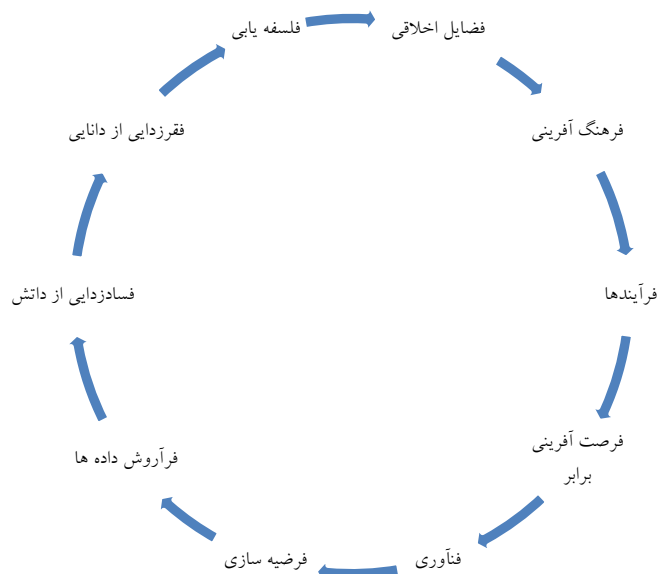 فضایل اخلاقی
فرهنگ آفرینی
فرآیندها
فرصت آفرینی
برابر
فنآوری
فرضیه سازی
فرآروش داده ها
فسادزدایی از داتش
فقرزدایی از دانایی
فلسفه یابی